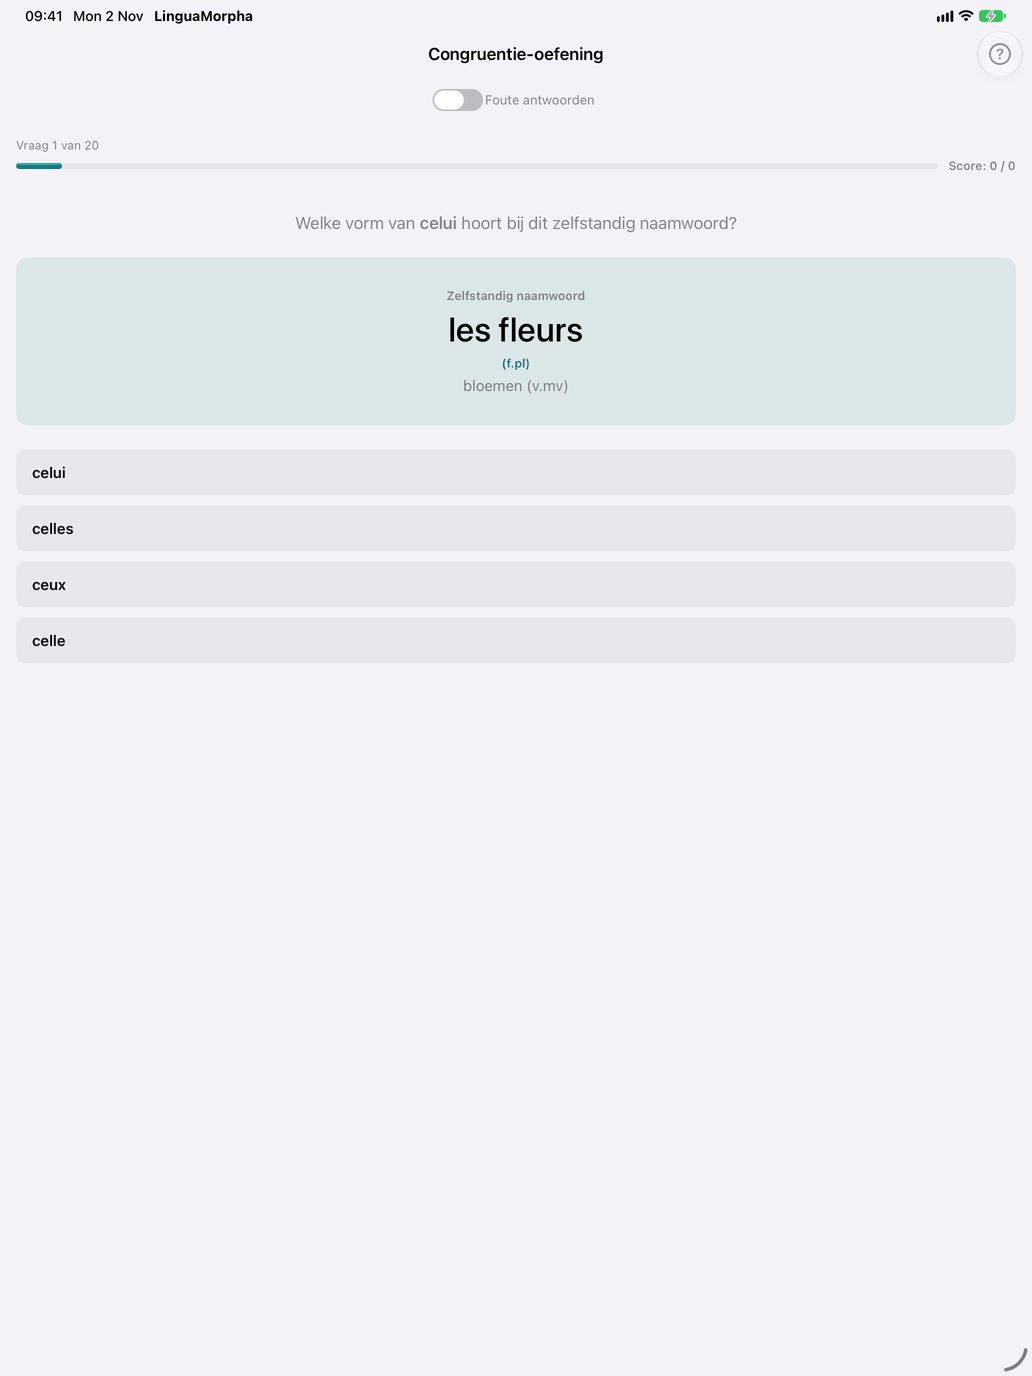 09:41 Mon 2 Nov LinguaMorpha
Congruentie-oefening
?
Foute antwoorden
Vraag 1 van 20
Score: 0 / 0
Welke vorm van celui hoort bij dit zelfstandig naamwoord?
Zelfstandig naamwoord
les fleurs
(f.pl)
bloemen (v.mv)
celui
celles
ceux
celle